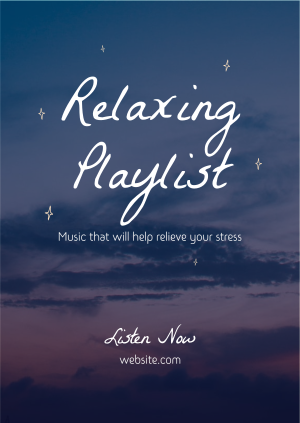 Relaxing
Playlist
Music that will help relieve your stress
Listen Now
website.com